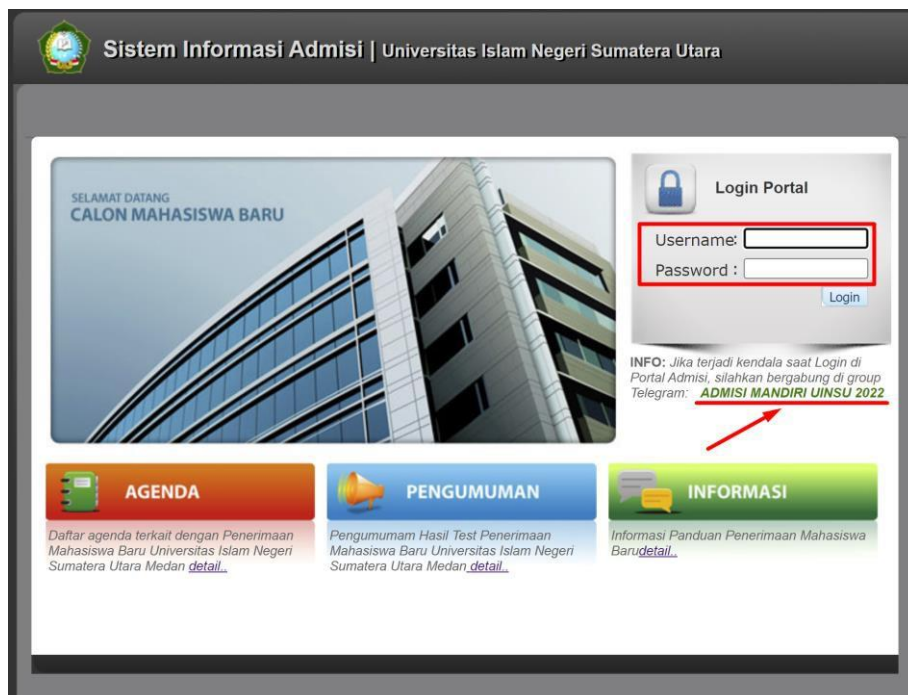 Sistem Informasi Admisi | Universitas Islam Negeri Sumatera Utara
SELAMAT DATANG
CALON MAHASISWA BARU
Login Portal
Username:
Password :
Login
INFO: Jika terjadi kendala saat Login di
Portal Admisi, silahkan bergabung di group
Telegram: ADMISI MANDIRI UINSU 2022
AGENDA
Daftar agenda terkait dengan Penerimaan
Mahasiswa Baru Universitas Islam Negeri
Sumatera Utara Medan detail..
PENGUMUMAN
Pengumumam Hasil Test Penerimaan
Mahasiswa Baru Universitas Islam Negeri
Sumatera Utara Medan detail..
INFORMASI
Informasi Panduan Penerimaan Mahasiswa
Barudetail..